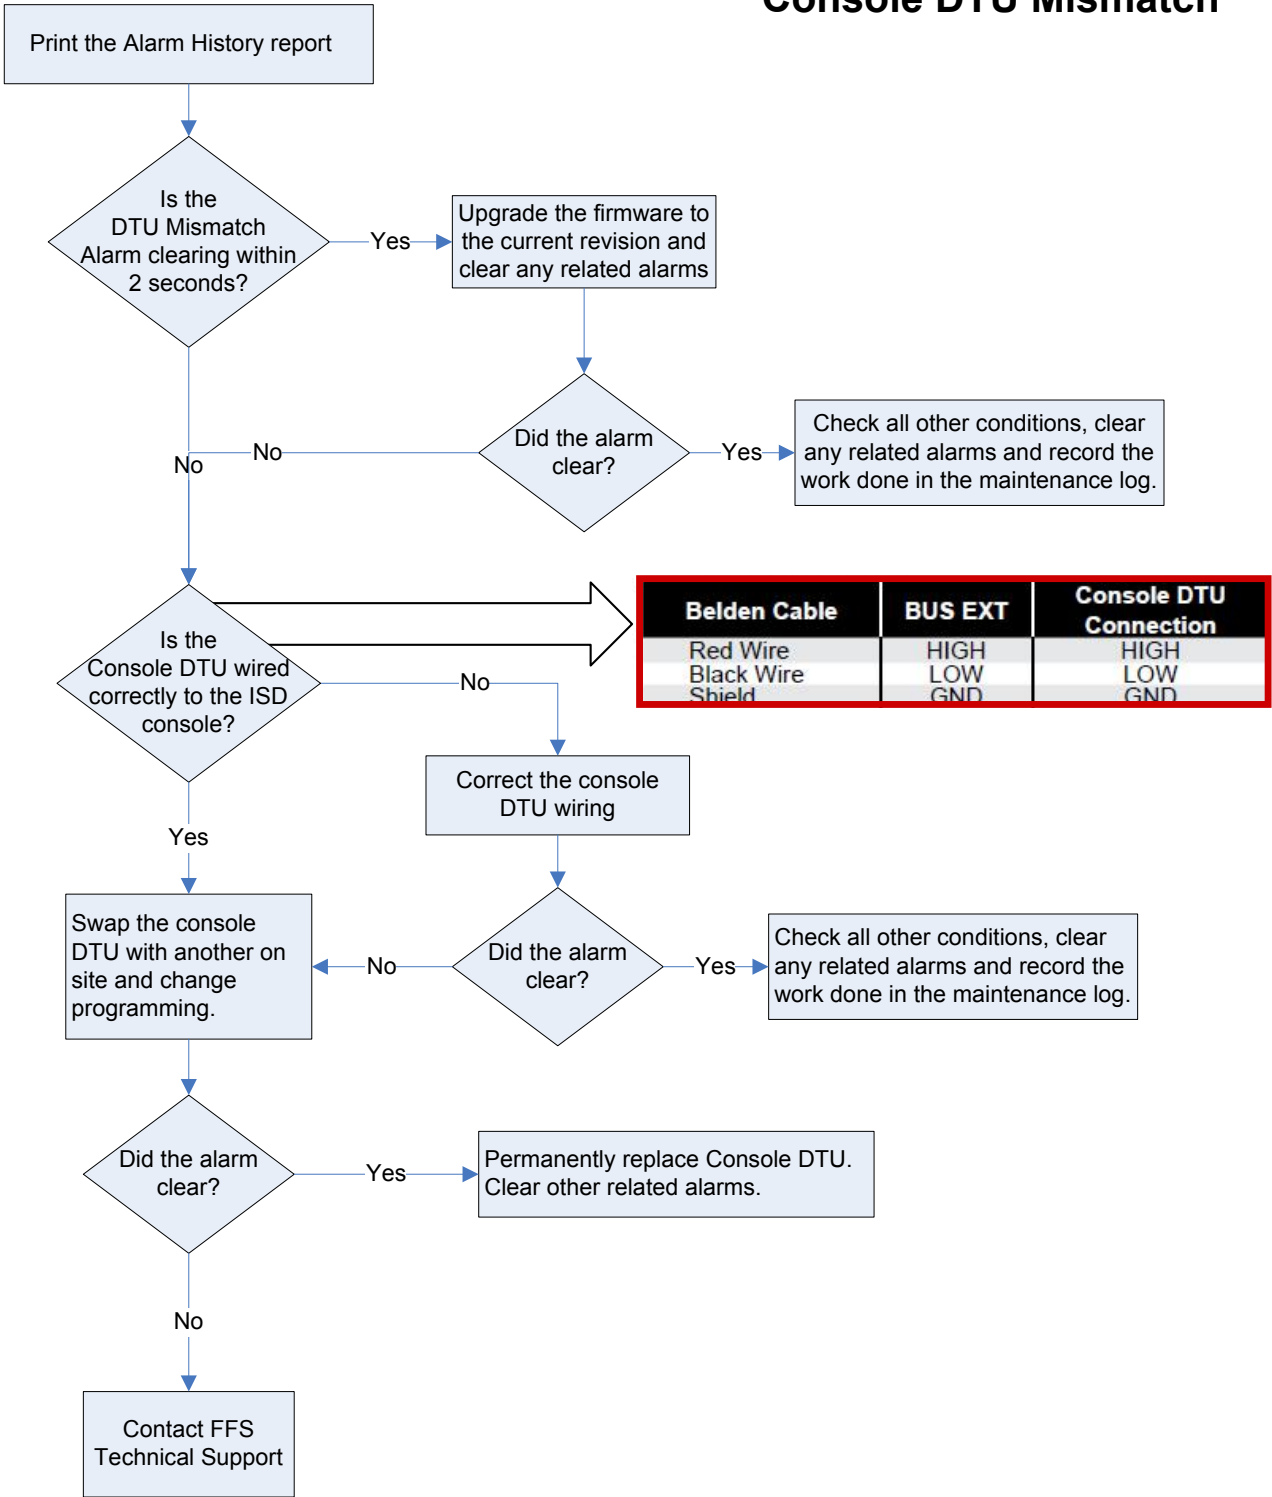 Console DTU Mismatch
Print the Alarm History report
Is the
DTU Mismatch
Alarm clearing within
2 seconds?
Yes
Upgrade the firmware to
the current revision and
clear any related alarms
No
Did the alarm
clear?
No
Yes
Check all other conditions, clear
any related alarms and record the
work done in the maintenance log.
Is the
Console DTU wired
correctly to the ISD
console?
Belden Cable BUS EXT Console DTU
Connection
Red Wire HIGH HIGH
Black Wire LOW LOW
Shield GND GND
No
Correct the console
DTU wiring
Yes
Swap the console
DTU with another on
site and change
programming.
No
Did the alarm
clear?
Yes
Check all other conditions, clear
any related alarms and record the
work done in the maintenance log.
Did the alarm
clear?
Yes
Permanently replace Console DTU.
Clear other related alarms.
No
Contact FFS
Technical Support